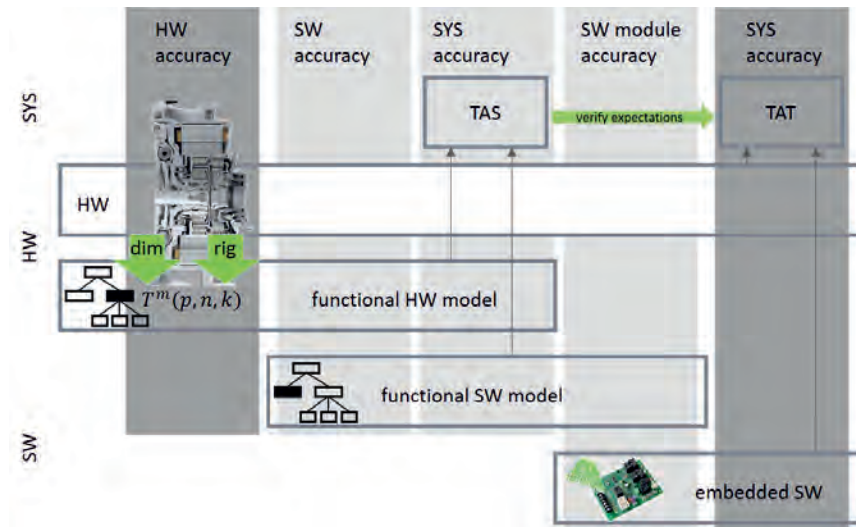 HW
accuracy
SW
accuracy
SYS
accuracy
SW module
accuracy
SYS
accuracy
SYS
TAS
verify expectations
TAT
HW
HW
dim
rig
T^m(p, n, k)
functional HW model
functional SW model
SW
embedded SW